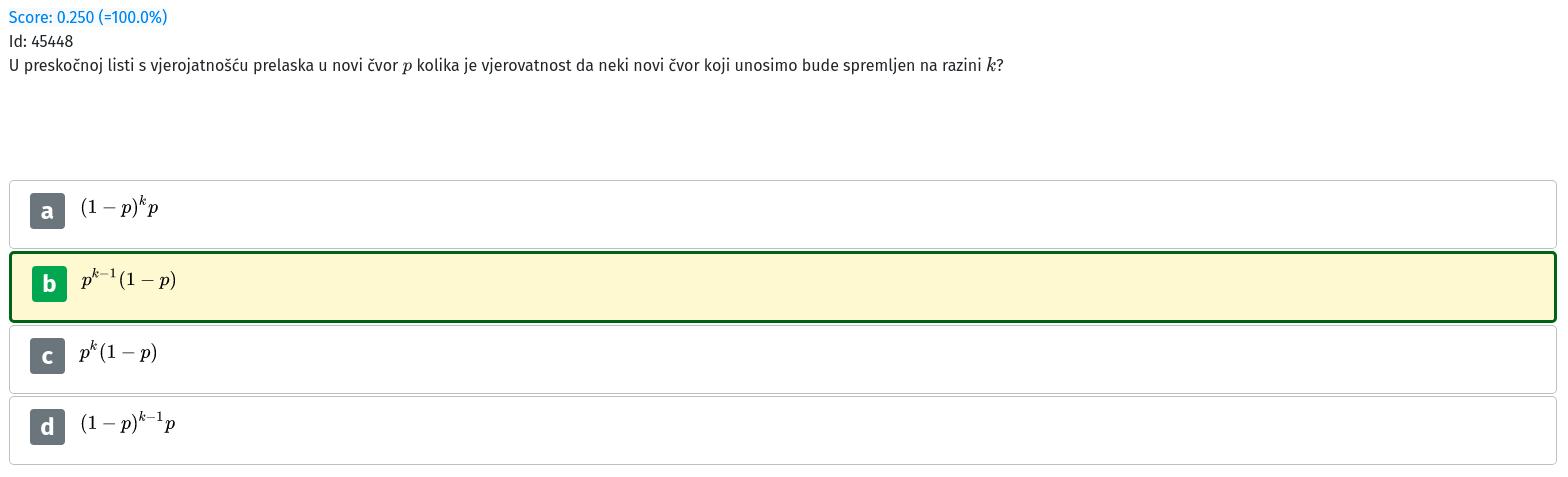 Score: 0.250 (=100.0%)
Id: 45448
U preskočnoj listi s vjerojatnošću prelaska u novi čvor p kolika je vjerovatnost da neki novi čvor koji unosimo bude spremljen na razini k?
a (1 − p)^k p
b p^{k−1}(1 − p)
c p^k(1 − p)
d (1 − p)^{k−1} p